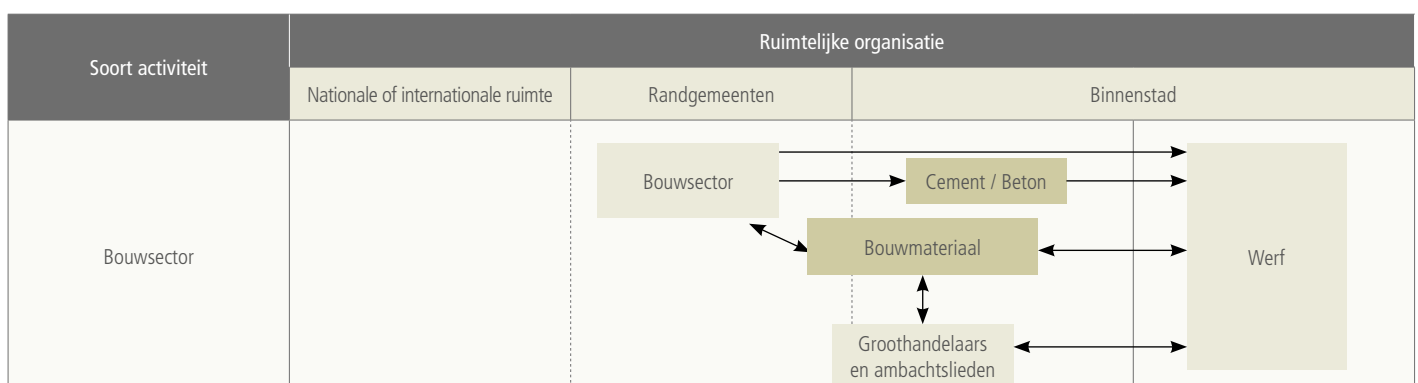 Soort activiteit
Ruimtelijke organisatie
Nationale of internationale ruimte
Randgemeenten
Binnenstad
Bouwsector
Bouwsector
Cement / Beton
Bouwmateriaal
Werf
Groothandelaars
en ambachtslieden